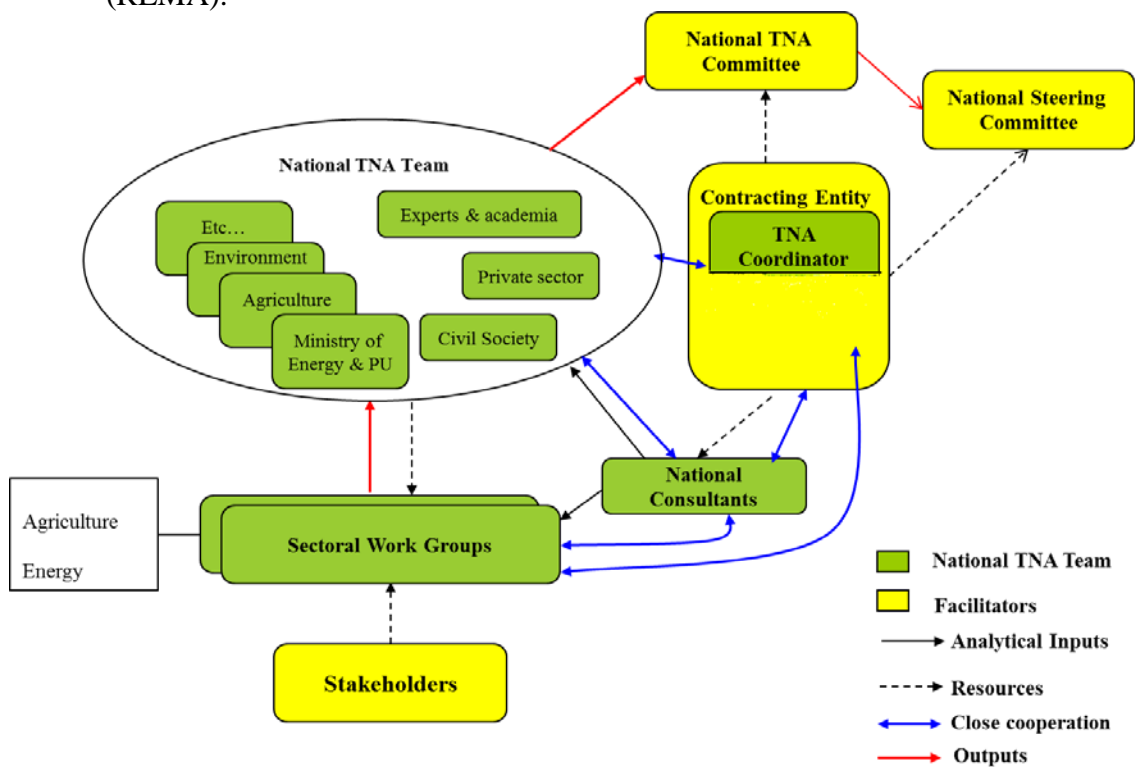 (REMA).
National TNA
Committee
National Steering
Committee
National TNA Team
Contracting Entity
TNA
Coordinator
Experts & academia
Etc…
Environment
Private sector
Agriculture
Ministry of
Energy & PU
Civil Society
National
Consultants
Agriculture
Energy
Sectoral Work Groups
Stakeholders
National TNA Team
Facilitators
Analytical Inputs
Resources
Close cooperation
Outputs